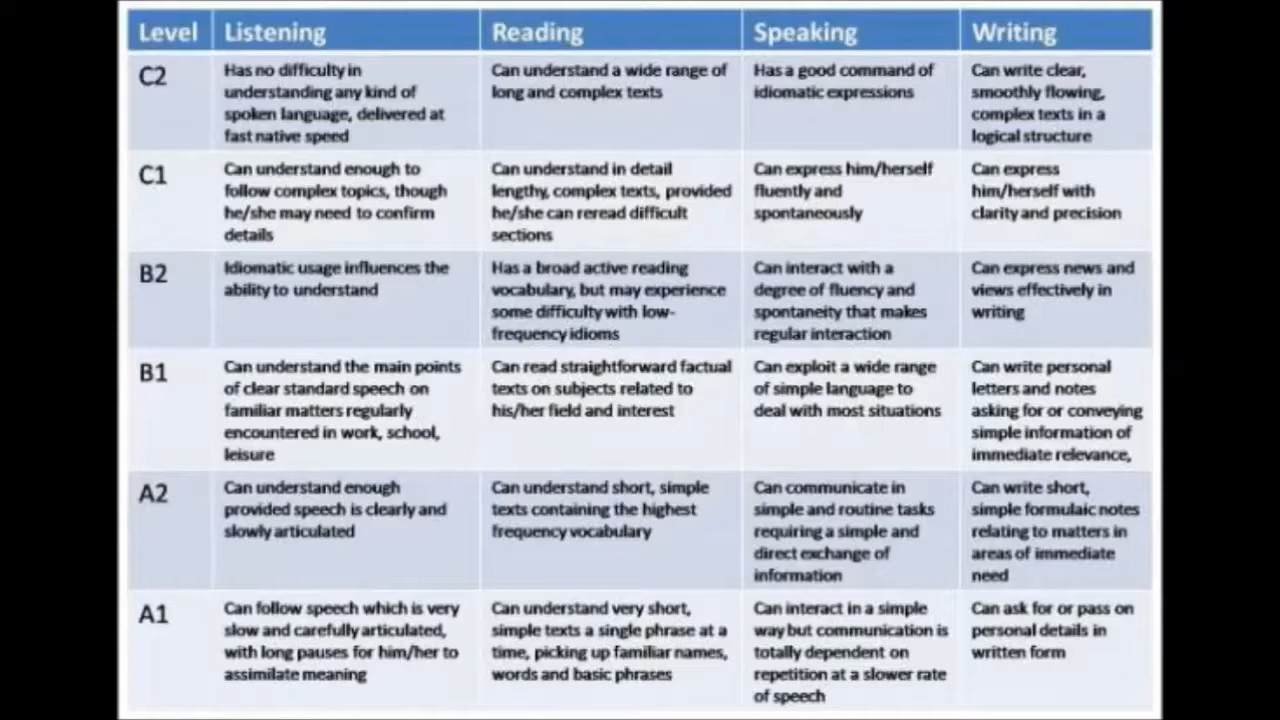 Level Listening Reading Speaking Writing
C2
Has no difficulty in
understanding any kind of
spoken language, delivered at
fast native speed
Can understand a wide range of
long and complex texts
Has a good command of
idiomatic expressions
Can write clear,
smoothly flowing,
complex texts in a
logical structure
C1
Can understand enough to
follow complex topics, though
he/she may need to confirm
details
Can understand in detail
lengthy, complex texts, provided
he/she can reread difficult
sections
Can express him/herself
fluently and
spontaneously
Can express
him/herself with
clarity and precision
B2
Idiomatic usage influences the
ability to understand
Has a broad active reading
vocabulary, but may experience
some difficulty with low-
frequency idioms
Can interact with a
degree of fluency and
spontaneity that makes
regular interaction
Can express news and
views effectively in
writing
B1
Can understand the main points
of clear standard speech on
familiar matters regularly
encountered in work, school,
leisure
Can read straightforward factual
texts on subjects related to
his/her field and interest
Can exploit a wide range
of simple language to
deal with most situations
Can write personal
letters and notes
asking for or conveying
simple information of
immediate relevance,
A2
Can understand enough
provided speech is clearly and
slowly articulated
Can understand short, simple
texts containing the highest
frequency vocabulary
Can communicate in
simple and routine tasks
requiring a simple and
direct exchange of
information
Can write short,
simple formulaic notes
relating to matters in
areas of immediate
need
A1
Can follow speech which is very
slow and carefully articulated,
with long pauses for him/her to
assimilate meaning
Can understand very short,
simple texts a single phrase at a
time, picking up familiar names,
words and basic phrases
Can interact in a simple
way but communication is
totally dependent on
repetition at a slower rate
of speech
Can ask for or pass on
personal details in
written form